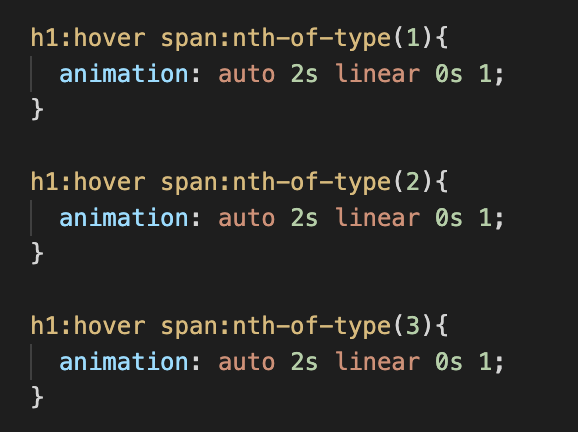 h1:hover span:nth-of-type(1){
  animation: auto 2s linear 0s 1;
}
h1:hover span:nth-of-type(2){
  animation: auto 2s linear 0s 1;
}
h1:hover span:nth-of-type(3){
  animation: auto 2s linear 0s 1;
}